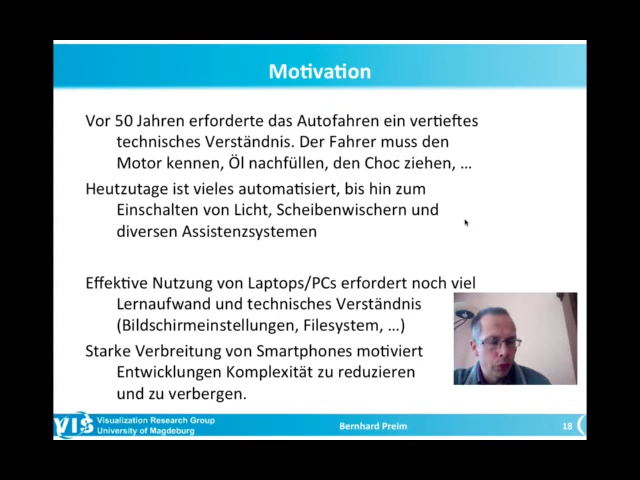 Motivation
Vor 50 Jahren erforderte das Autofahren ein vertieftes
technisches Verständnis. Der Fahrer muss den
Motor kennen, Öl nachfüllen, den Choc ziehen, …
Heutzutage ist vieles automatisiert, bis hin zum
Einschalten von Licht, Scheibenwischern und
diversen Assistenzsystemen
Effektive Nutzung von Laptops/PCs erfordert noch viel
Lernaufwand und technisches Verständnis
(Bildschirmeinstellungen, Filesystem, …)
Starke Verbreitung von Smartphones motiviert
Entwicklungen Komplexität zu reduzieren
und zu verbergen.
VIS
Visualization Research Group
University of Magdeburg
Bernhard Preim
18